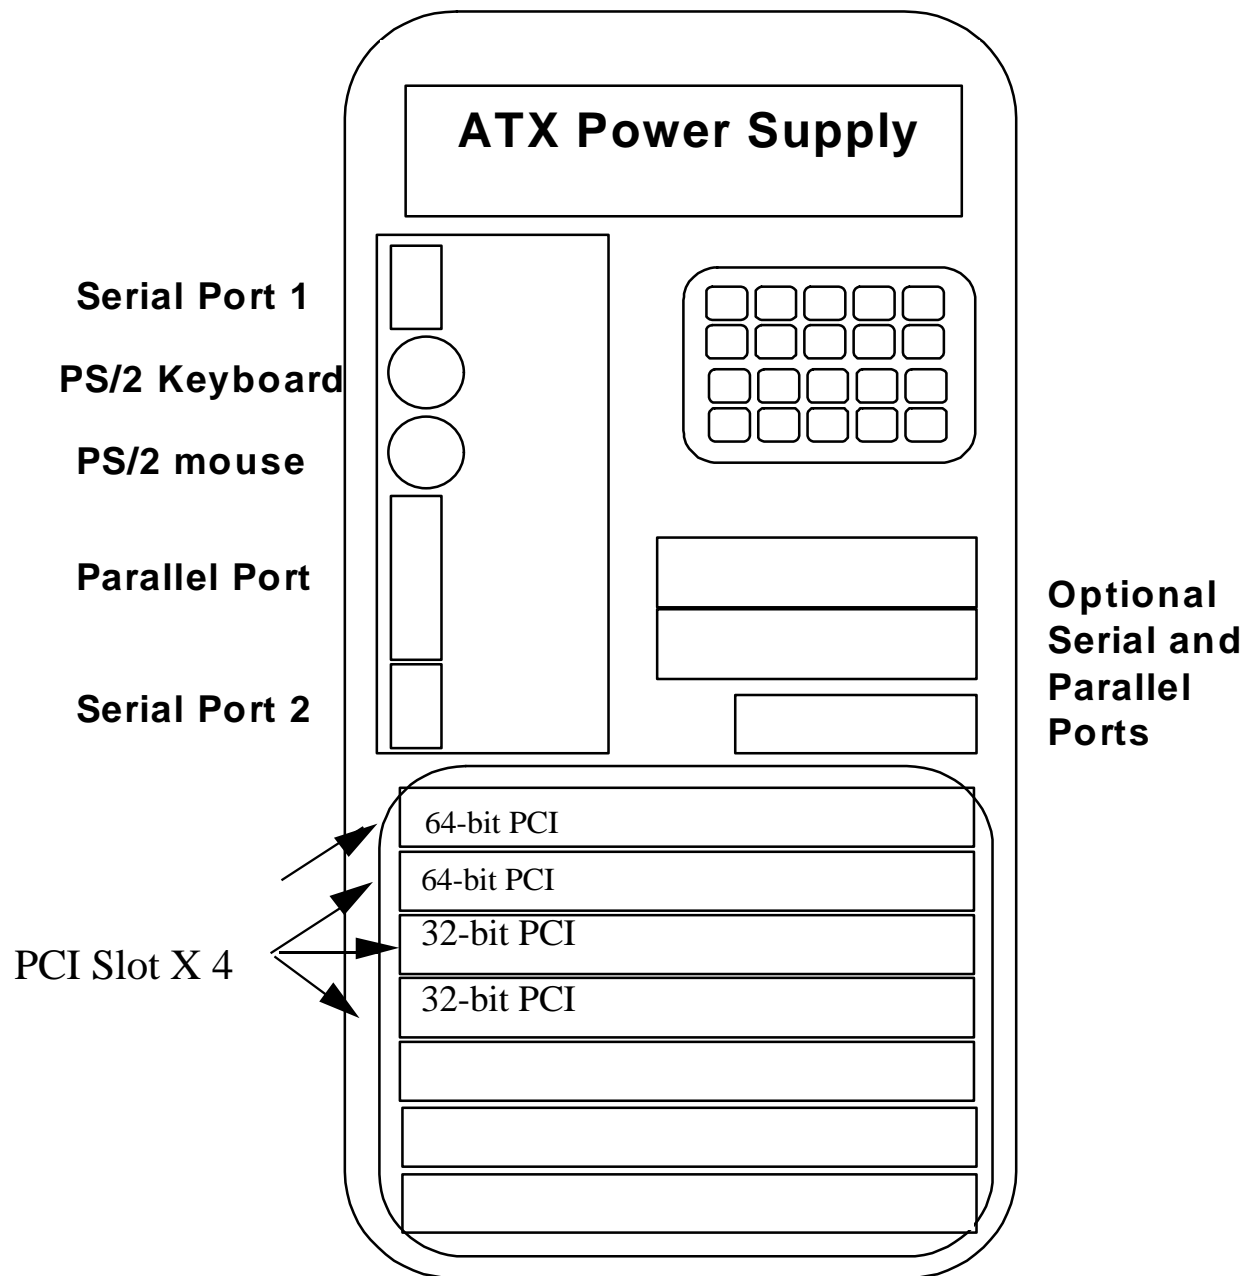 ATX Power Supply
Serial Port 1
PS/2 Keyboard
PS/2 mouse
Parallel Port
Serial Port 2
Optional
Serial and
Parallel
Ports
64-bit PCI
64-bit PCI
32-bit PCI
32-bit PCI
PCI Slot X 4